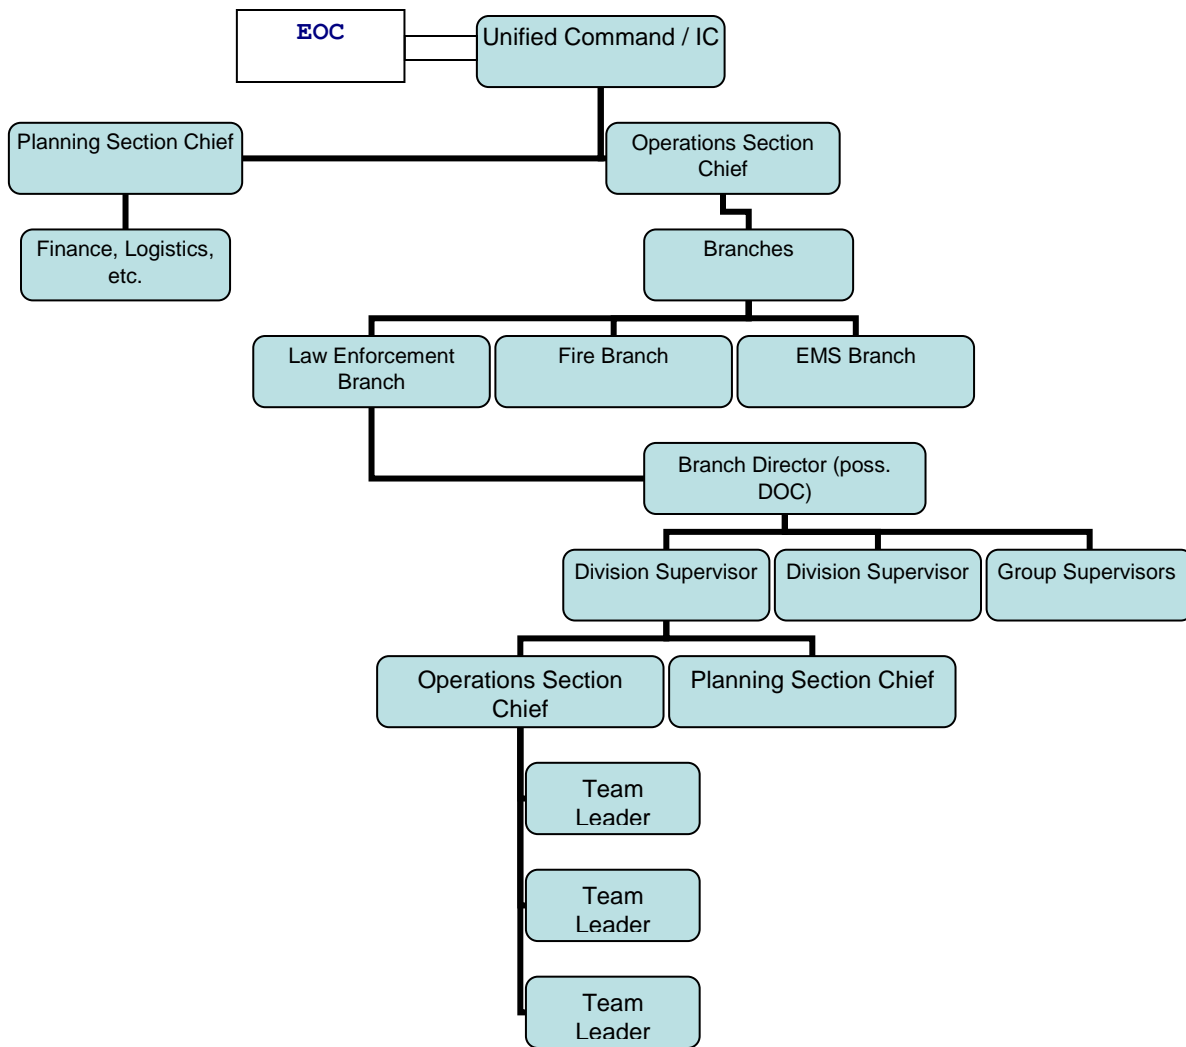 EOC
Unified Command / IC
Planning Section Chief
Operations Section
Chief
Finance, Logistics,
etc.
Branches
Law Enforcement
Branch
Fire Branch
EMS Branch
Branch Director (poss.
DOC)
Division Supervisor
Division Supervisor
Group Supervisors
Operations Section
Chief
Planning Section Chief
Team
Leader
Team
Leader
Team
Leader